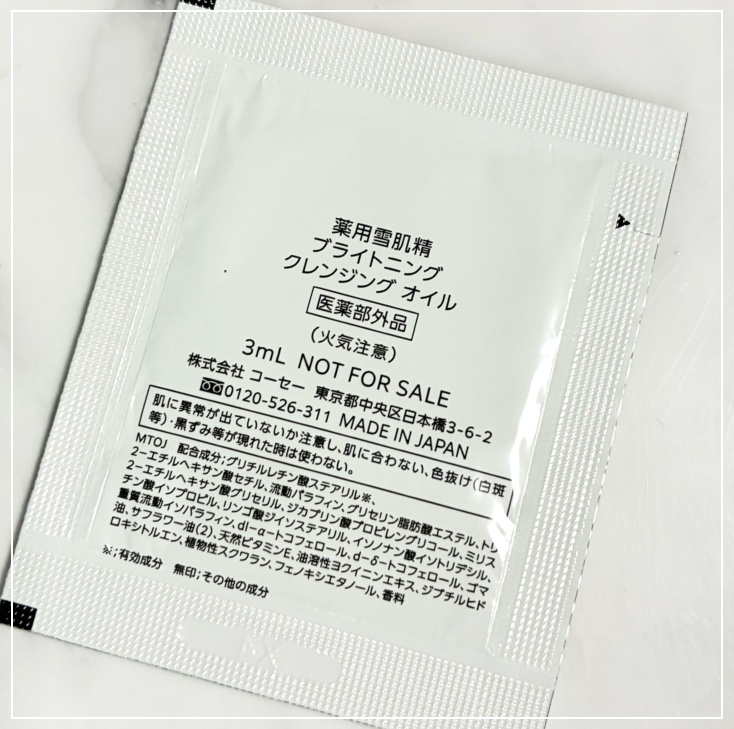 薬用雪肌精
ブライトニング
クレンジング オイル
医薬部外品
(火気注意)
3mL NOT FOR SALE
株式会社 コーセー 東京都中央区日本橋3-6-2
0120-526-311 MADE IN JAPAN
肌に異常が出ていないか注意し、肌に合わない、色抜け(白斑
等)・黒ずみ等が現れた時は使わない。
MTOJ 配合成分;グリチルレチン酸ステアリル※、
2-エチルヘキサン酸セチル、流動パラフィン、グリセリン脂肪酸エステル、トリ
2-エチルヘキサン酸グリセリル、ジカプリン酸プロピレングリコール、ミリス
チン酸イソプロピル、リンゴ酸ジイソステアリル、イソノナン酸イソトリデシル、
重質流動イソパラフィン、dl-α-トコフェロール、d-δ-トコフェロール、ゴマ
油、サフラワー油(2)、天然ビタミンE、油溶性ヨクイニンエキス、ジブチルヒド
ロキシトルエン、植物性スクワラン、フェノキシエタノール、香料
※;有効成分 無印;その他の成分